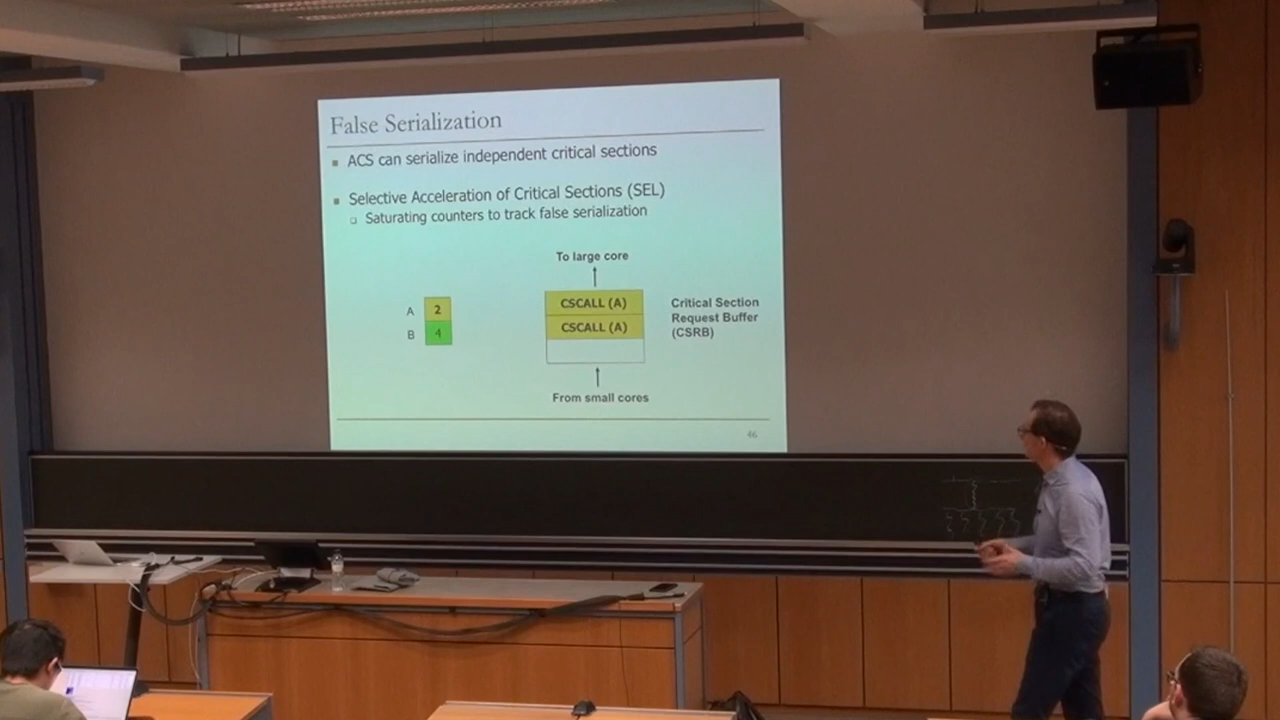 False Serialization
ACS can serialize independent critical sections
Selective Acceleration of Critical Sections (SEL)
Saturating counters to track false serialization
To large core
A 2
B 4
CSCALL (A)
CSCALL (A)
Critical Section
Request Buffer
(CSRB)
From small cores
46